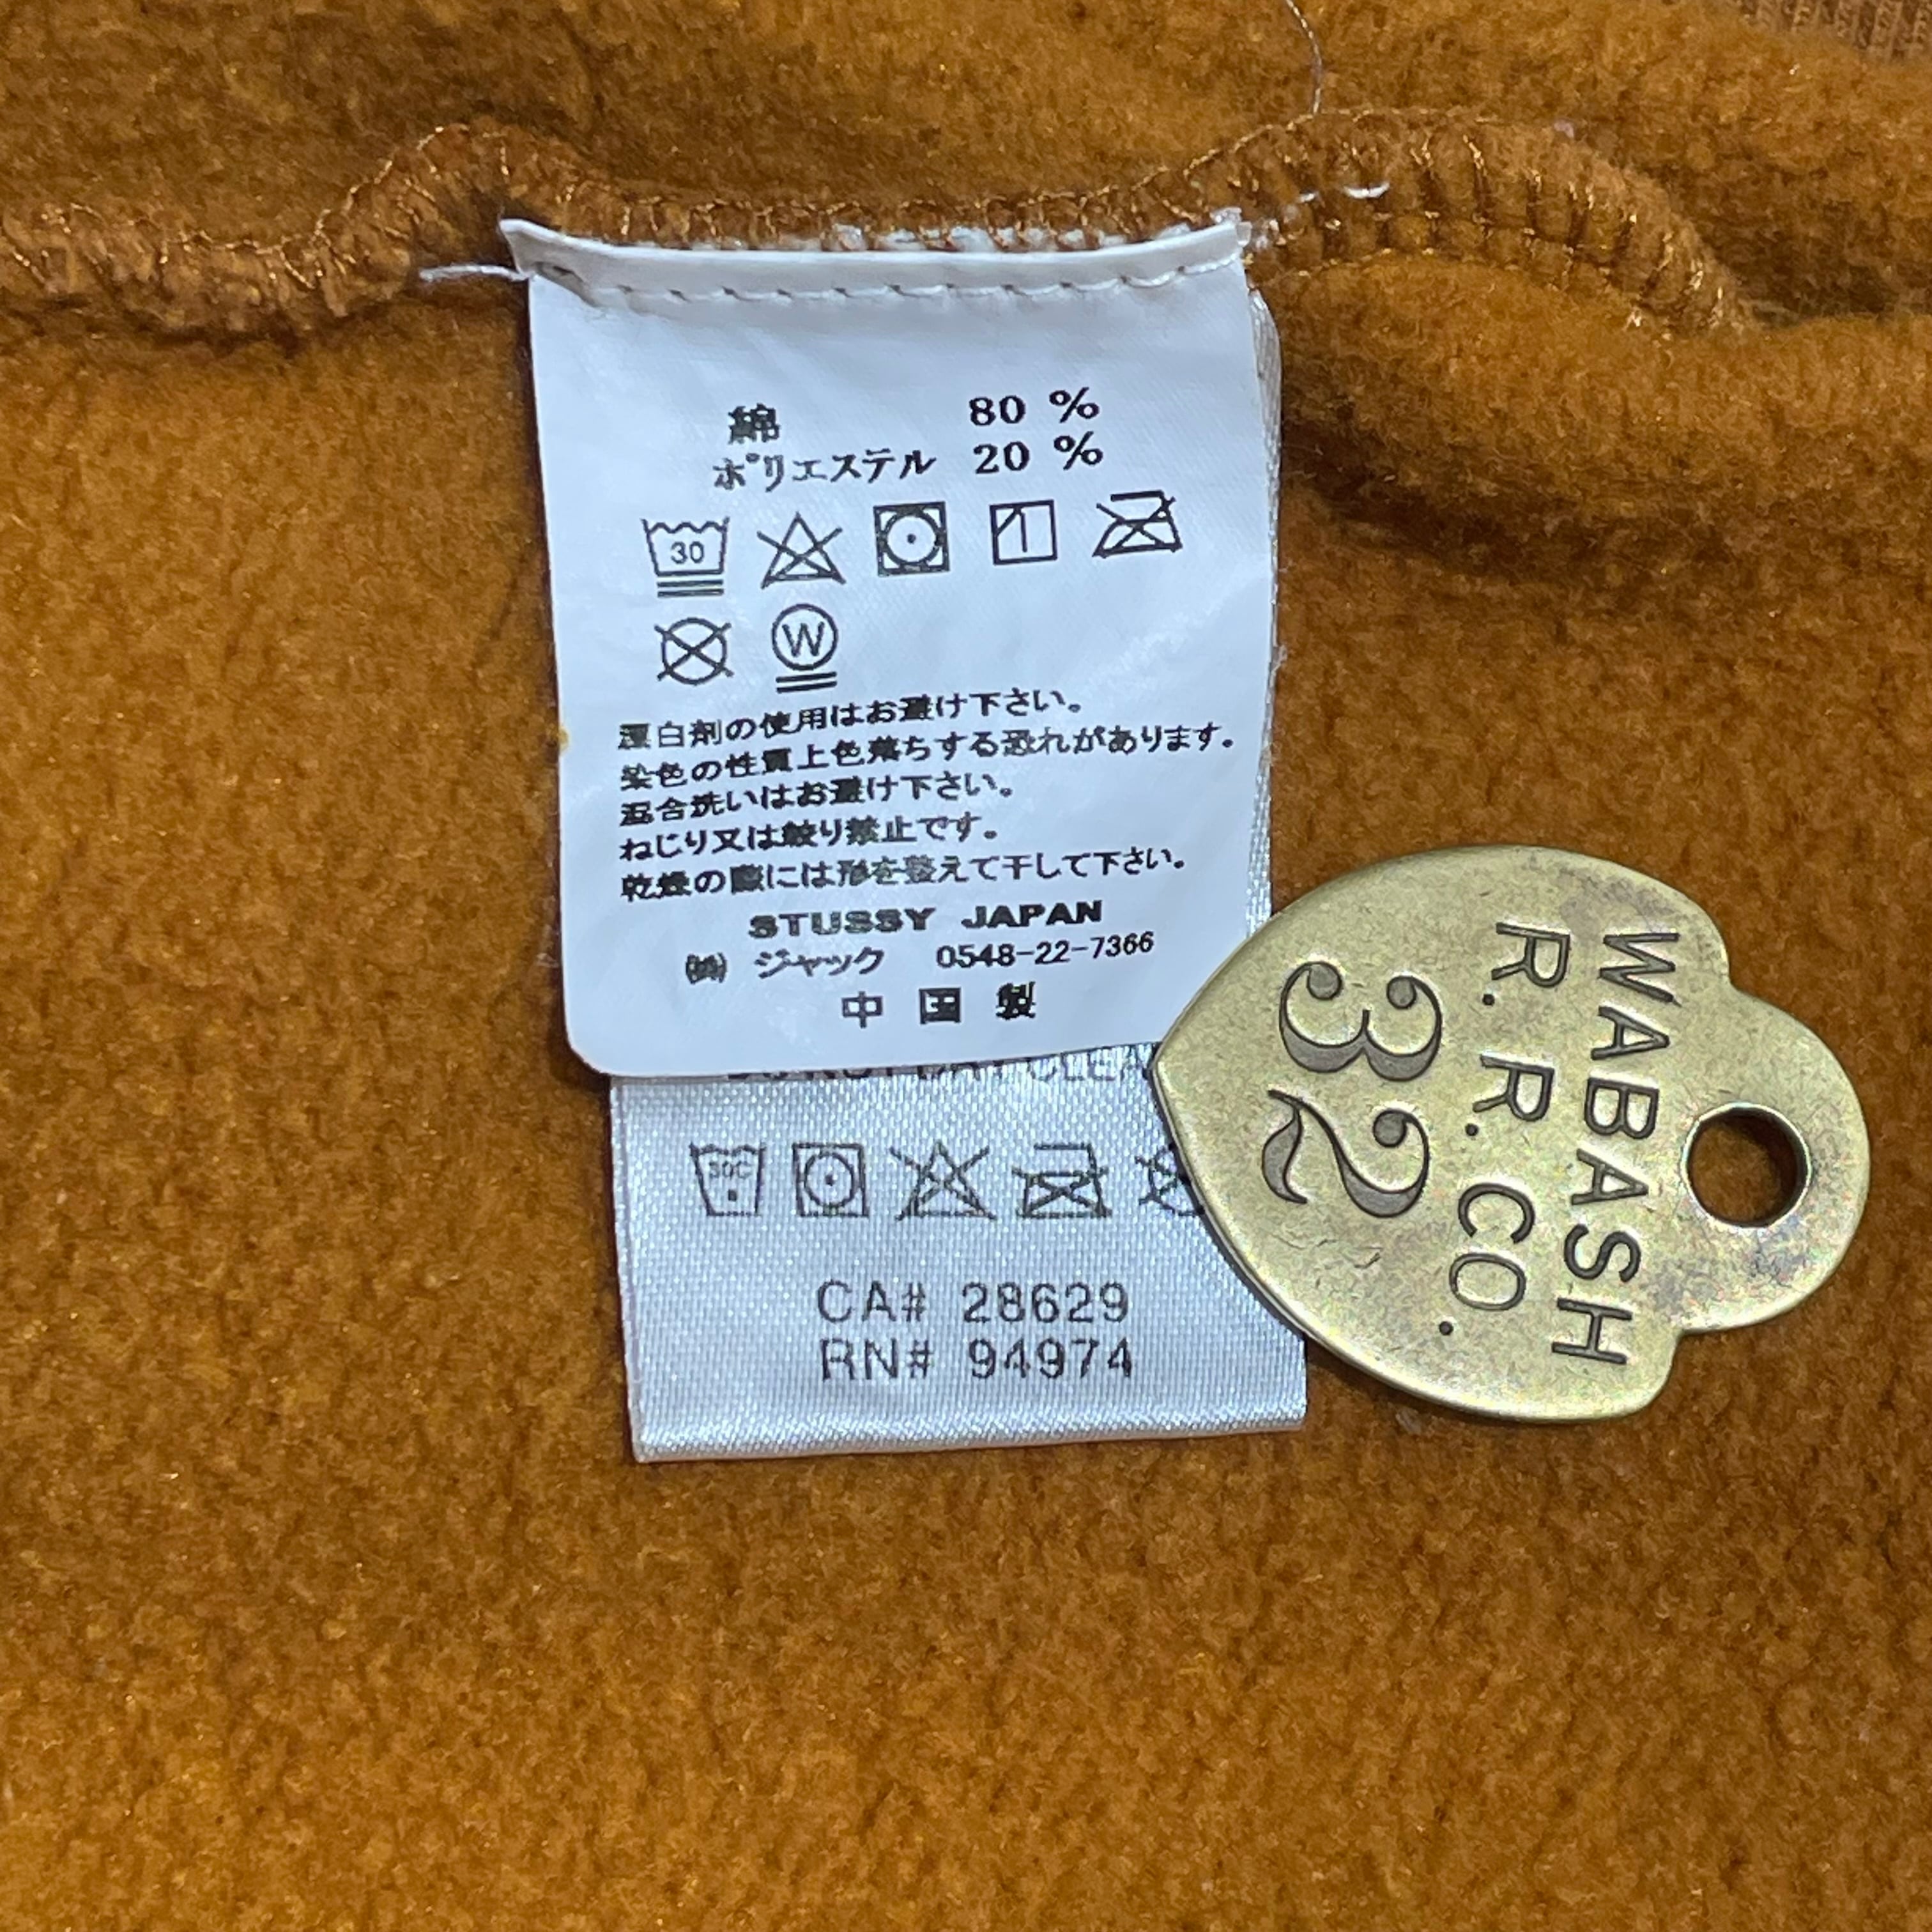 綿 80 %
ポリエステル 20 %
30
W
漂白剤の使用はお避け下さい。
染色の性質上色落ちする恐れがあります。
混合洗いはお避け下さい。
ねじり又は絞り禁止です。
乾燥の際には形を整えて干して下さい。
STUSSY JAPAN
㈱ ジャック 0548-22-7366
中国製
30C
CA# 28629
RN# 94974
WABASH
R. R. CO.
32